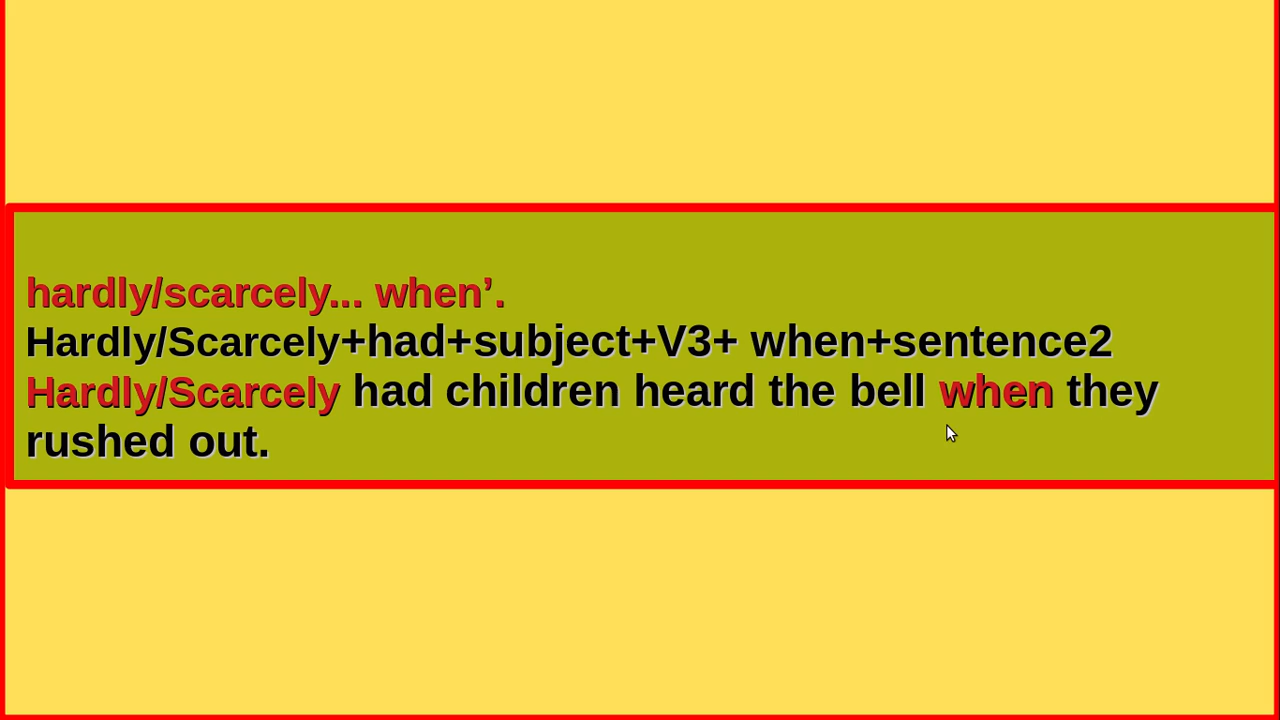 hardly/scarcely... when’.
Hardly/Scarcely+had+subject+V3+ when+sentence2
Hardly/Scarcely had children heard the bell when they
rushed out.